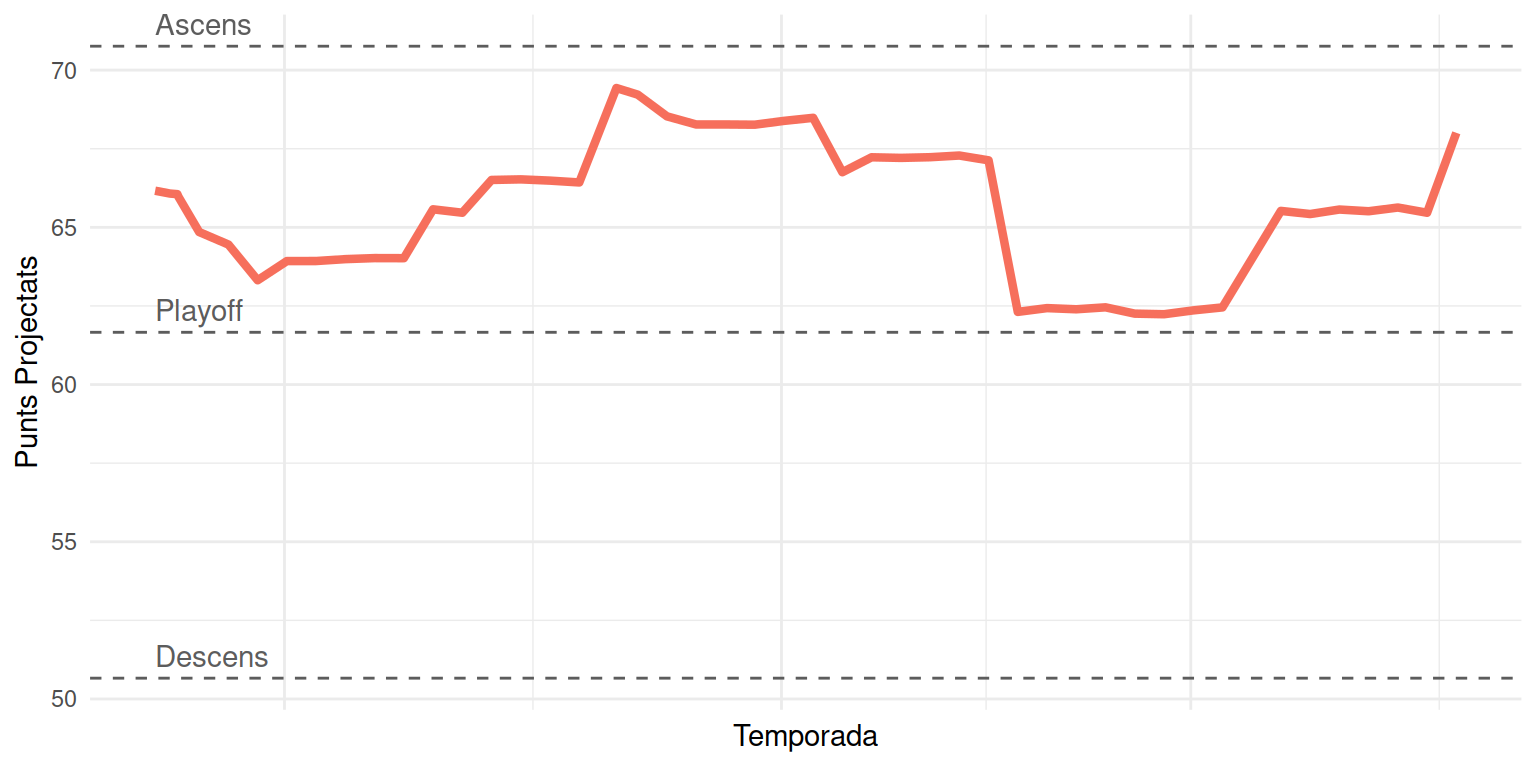 Ascens
70
65
Playoff
60
55
Descens
50
Punts Projectats
Temporada